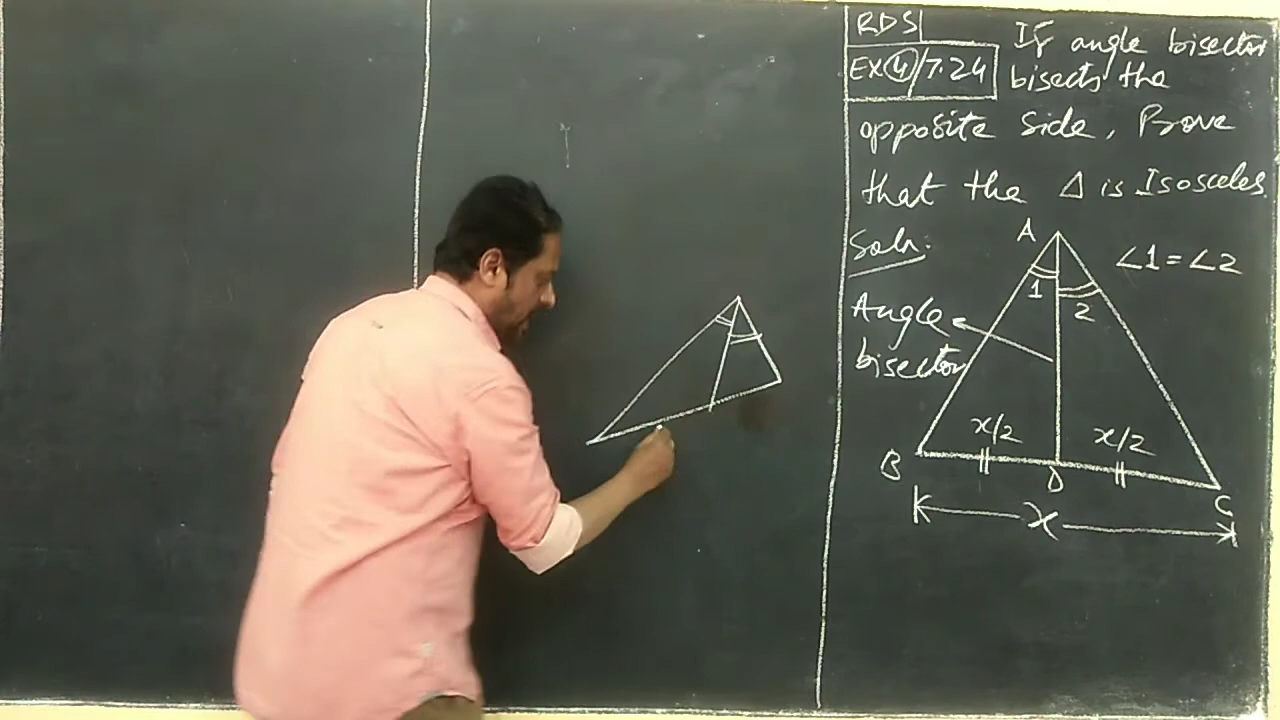 RDS
Ex④/7.24
If angle bisector
bisects the
opposite side, Prove
that the Δ is Isosceles
Soln:
A
∠1=∠2
1
2
Angle
bisector
x/2
x/2
B
D
C
x